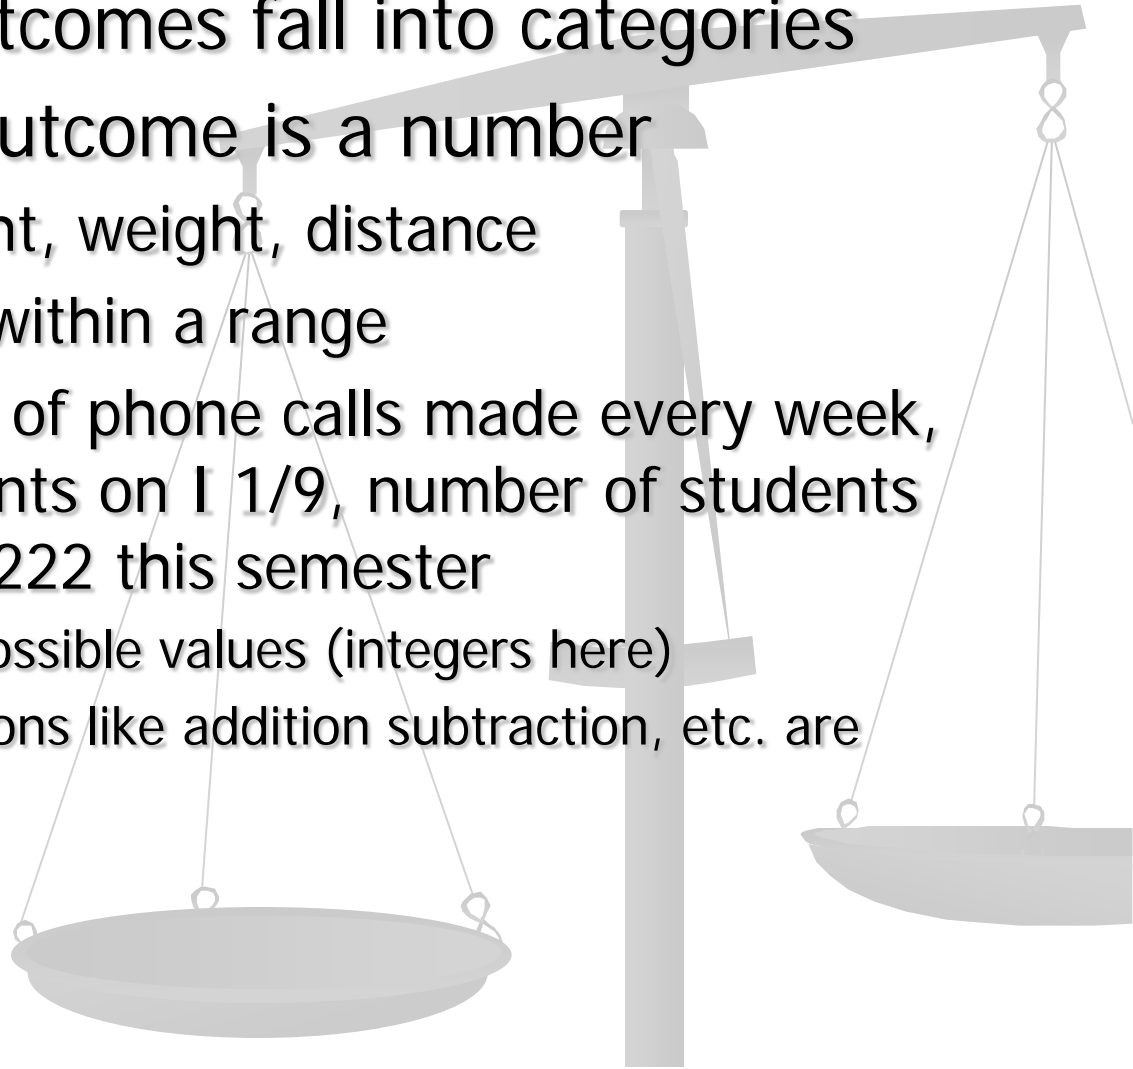 tcomes fall into categories
utcome is a number
nt, weight, distance
within a range
of phone calls made every week,
nts on I 1/9, number of students
222 this semester
ossible values (integers here)
ons like addition subtraction, etc. are